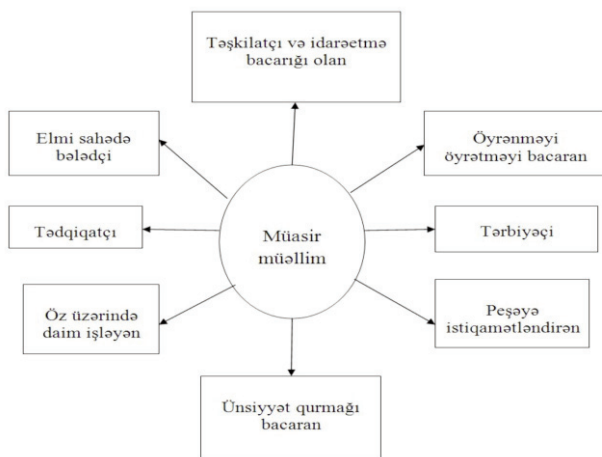 Təşkilatçı və idarəetmə
bacarığı olan
Elmi sahədə
bələdçi
Öyrənməyi
öyrətməyi bacaran
Tədqiqatçı
Müasir
müəllim
Tərbiyəçi
Öz üzərində
daim işləyən
Peşəyə
istiqamətləndirən
Ünsiyyət qurmağı
bacaran